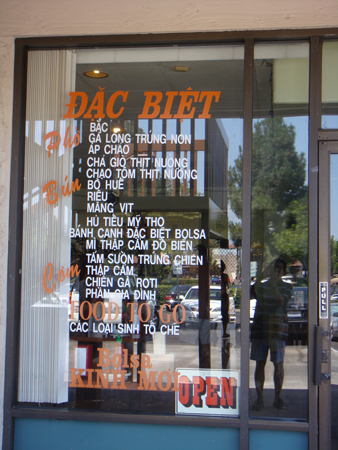 ĐẶC BIỆT
Phở BẮC
GÀ LONG TRỨNG NON
ÁP CHẢO
CHẢ GIÒ THỊT NƯỚNG
CHẠO TÔM THỊT NƯỚNG
Bún BÒ HUẾ
RIÊU
MĂNG VỊT
HỦ TIẾU MỸ THO
BÁNH CANH ĐẶC BIỆT BOLSA
MÌ THẬP CẨM ĐỒ BIỂN
Cơm TẤM SƯỜN TRỨNG CHIÊN
THẬP CẨM
CHIÊN GÀ ROTI
PHẦN GIA ĐÌNH
FOOD TO GO
CÁC LOẠI SINH TỐ CHÈ
Bolsa
KINH MOI
OPEN
PULL